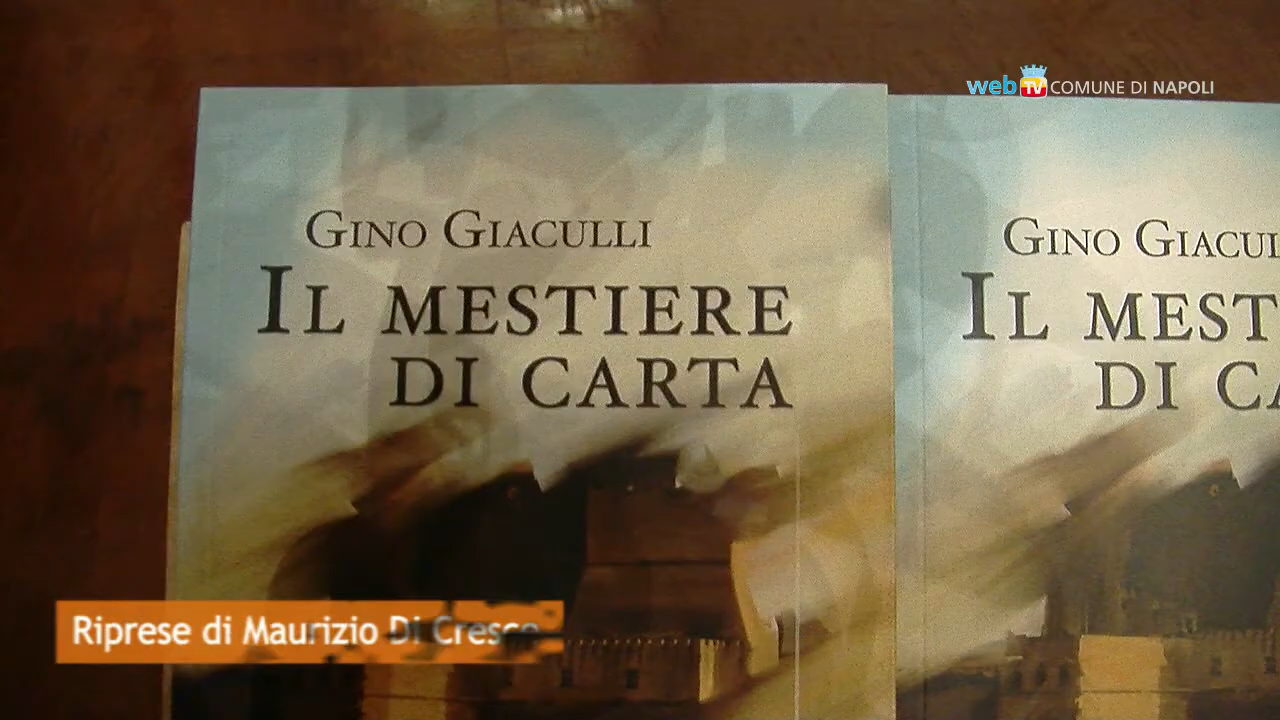 web TV COMUNE DI NAPOLI
GINO GIACULLI
IL MESTIERE
DI CARTA
GINO GIACUL
IL MEST
DI CA
Riprese di Maurizio Di